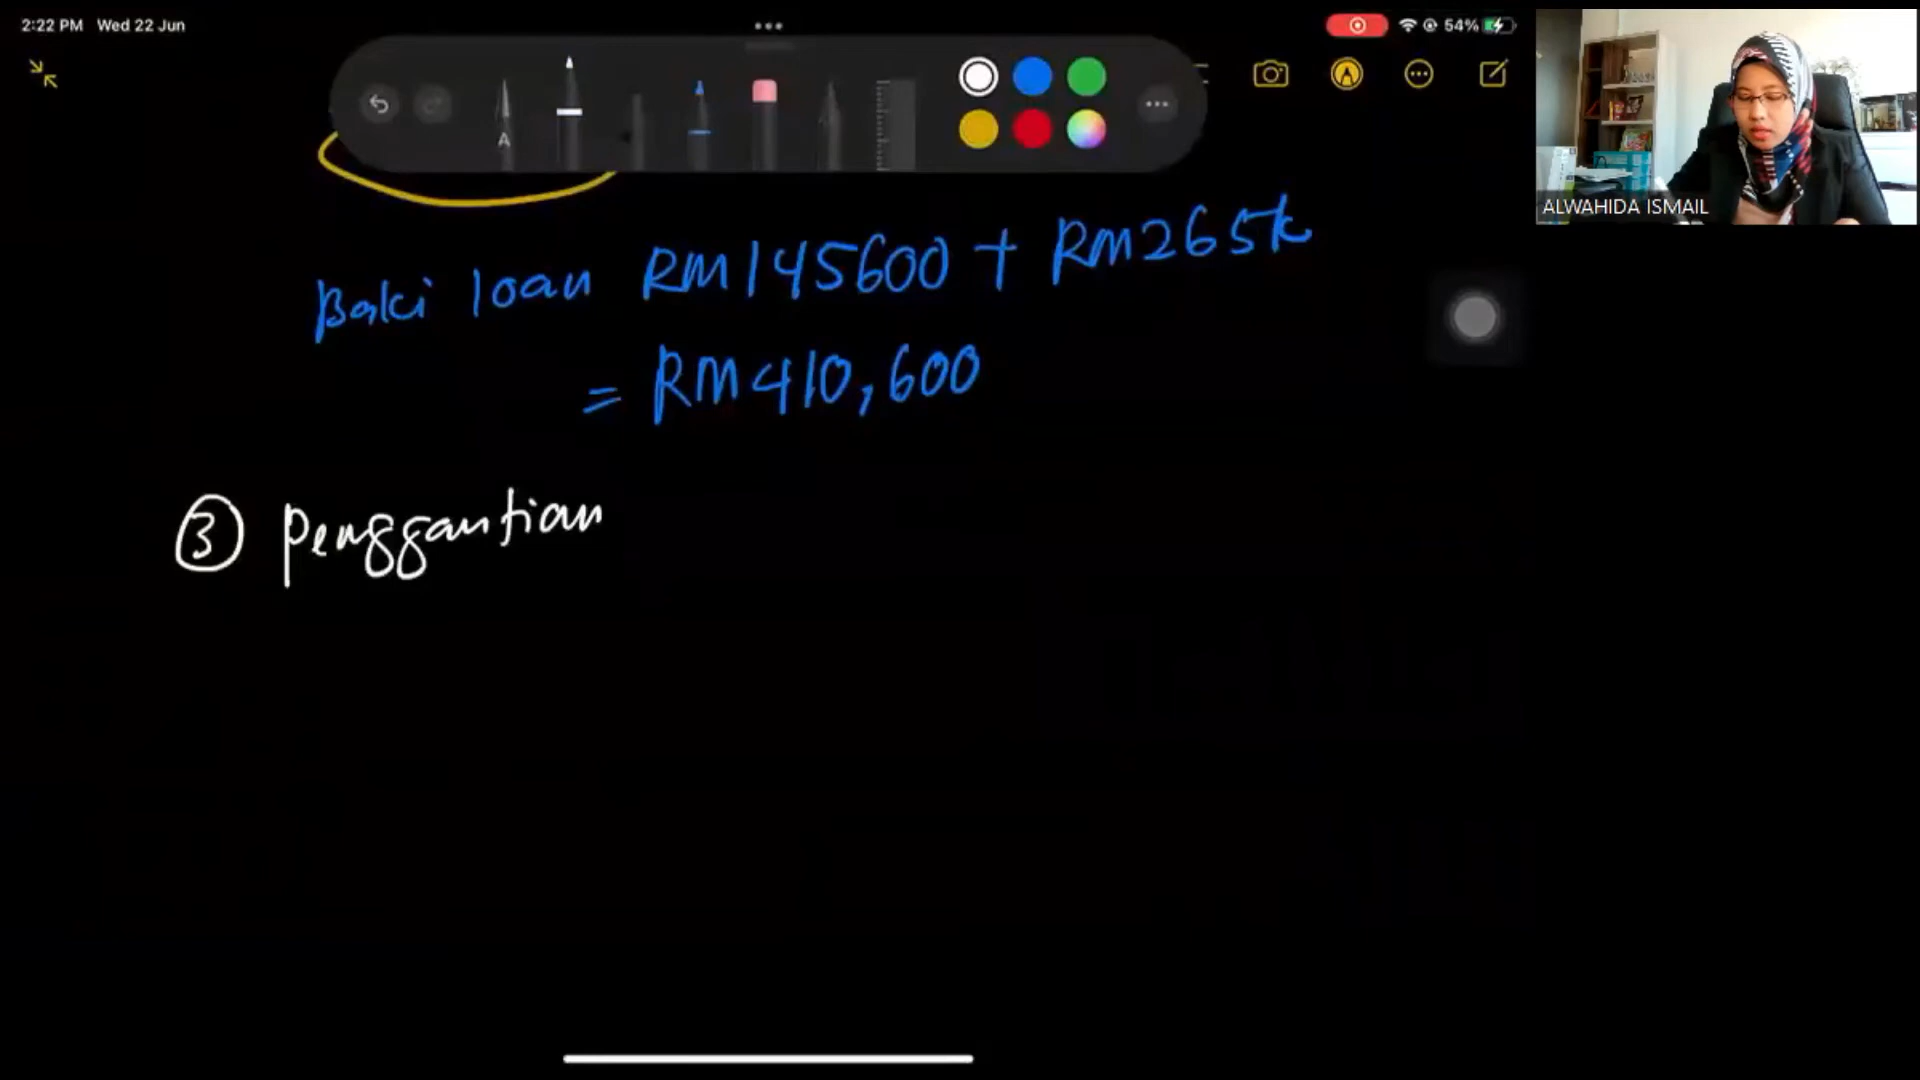 2:22 PM Wed 22 Jun
54%
A
ALWAHIDA ISMAIL
Baki loan RM145600 + RM265k
= RM410,600
3 Penggantian